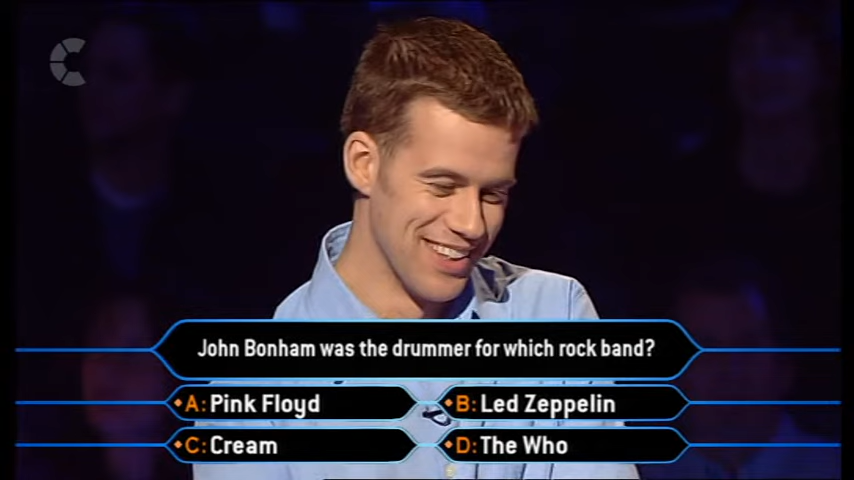 John Bonham was the drummer for which rock band?
A: Pink Floyd
B: Led Zeppelin
C: Cream
D: The Who